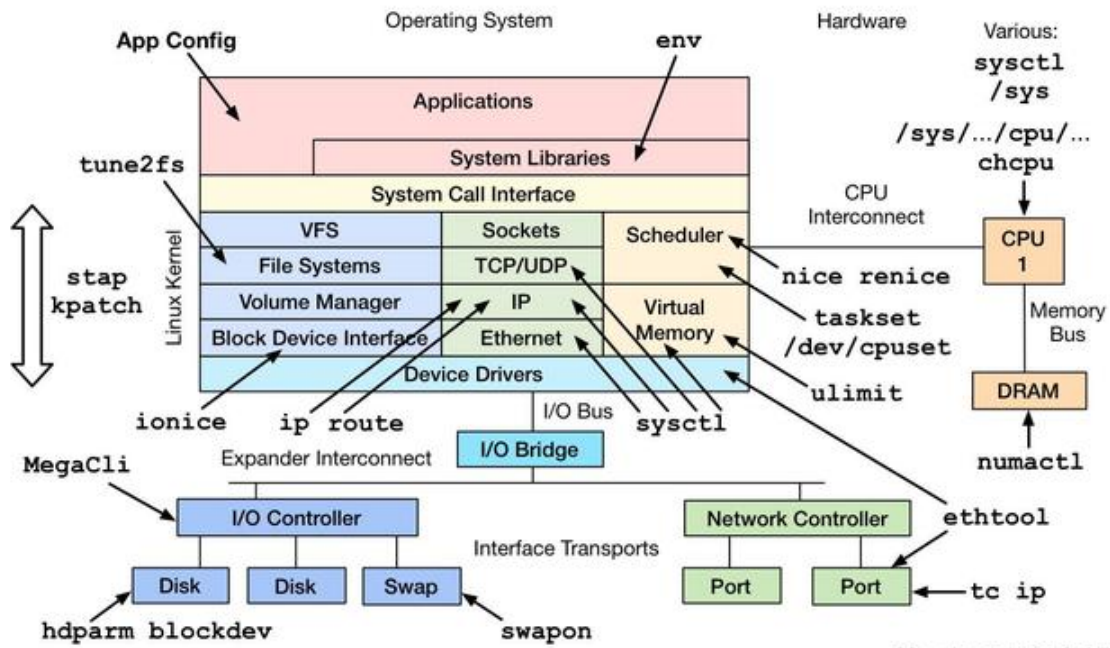 Operating System
Hardware
App Config
env
Various:
sysctl
/sys
Applications
/sys/.../cpu/...
chcpu
tune2fs
System Libraries
System Call Interface
CPU
Interconnect
VFS
Sockets
Scheduler
CPU
1
File Systems
TCP/UDP
nice renice
stap
kpatch
Linux Kernel
Volume Manager
IP
Virtual
Memory
taskset
/dev/cpuset
Memory
Bus
Block Device Interface
Ethernet
Device Drivers
ulimit
DRAM
ionice
ip route
I/O Bus
sysctl
I/O Bridge
numactl
Expander Interconnect
MegaCli
I/O Controller
Network Controller
ethtool
Interface Transports
Disk
Disk
Swap
Port
Port
tc ip
hdparm blockdev
swapon